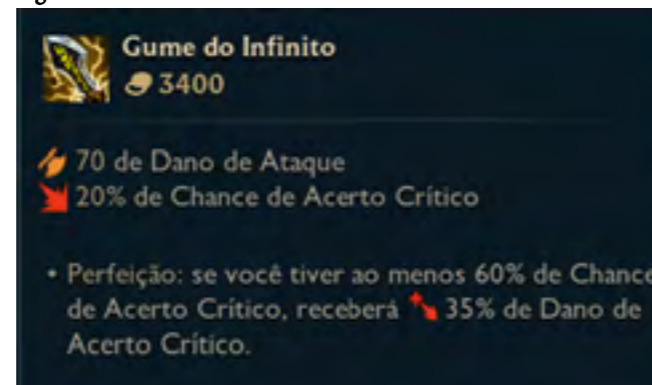 Gume do Infinito
3400
70 de Dano de Ataque
20% de Chance de Acerto Crítico
• Perfeição: se você tiver ao menos 60% de Chance
de Acerto Crítico, receberá 35% de Dano de
Acerto Crítico.